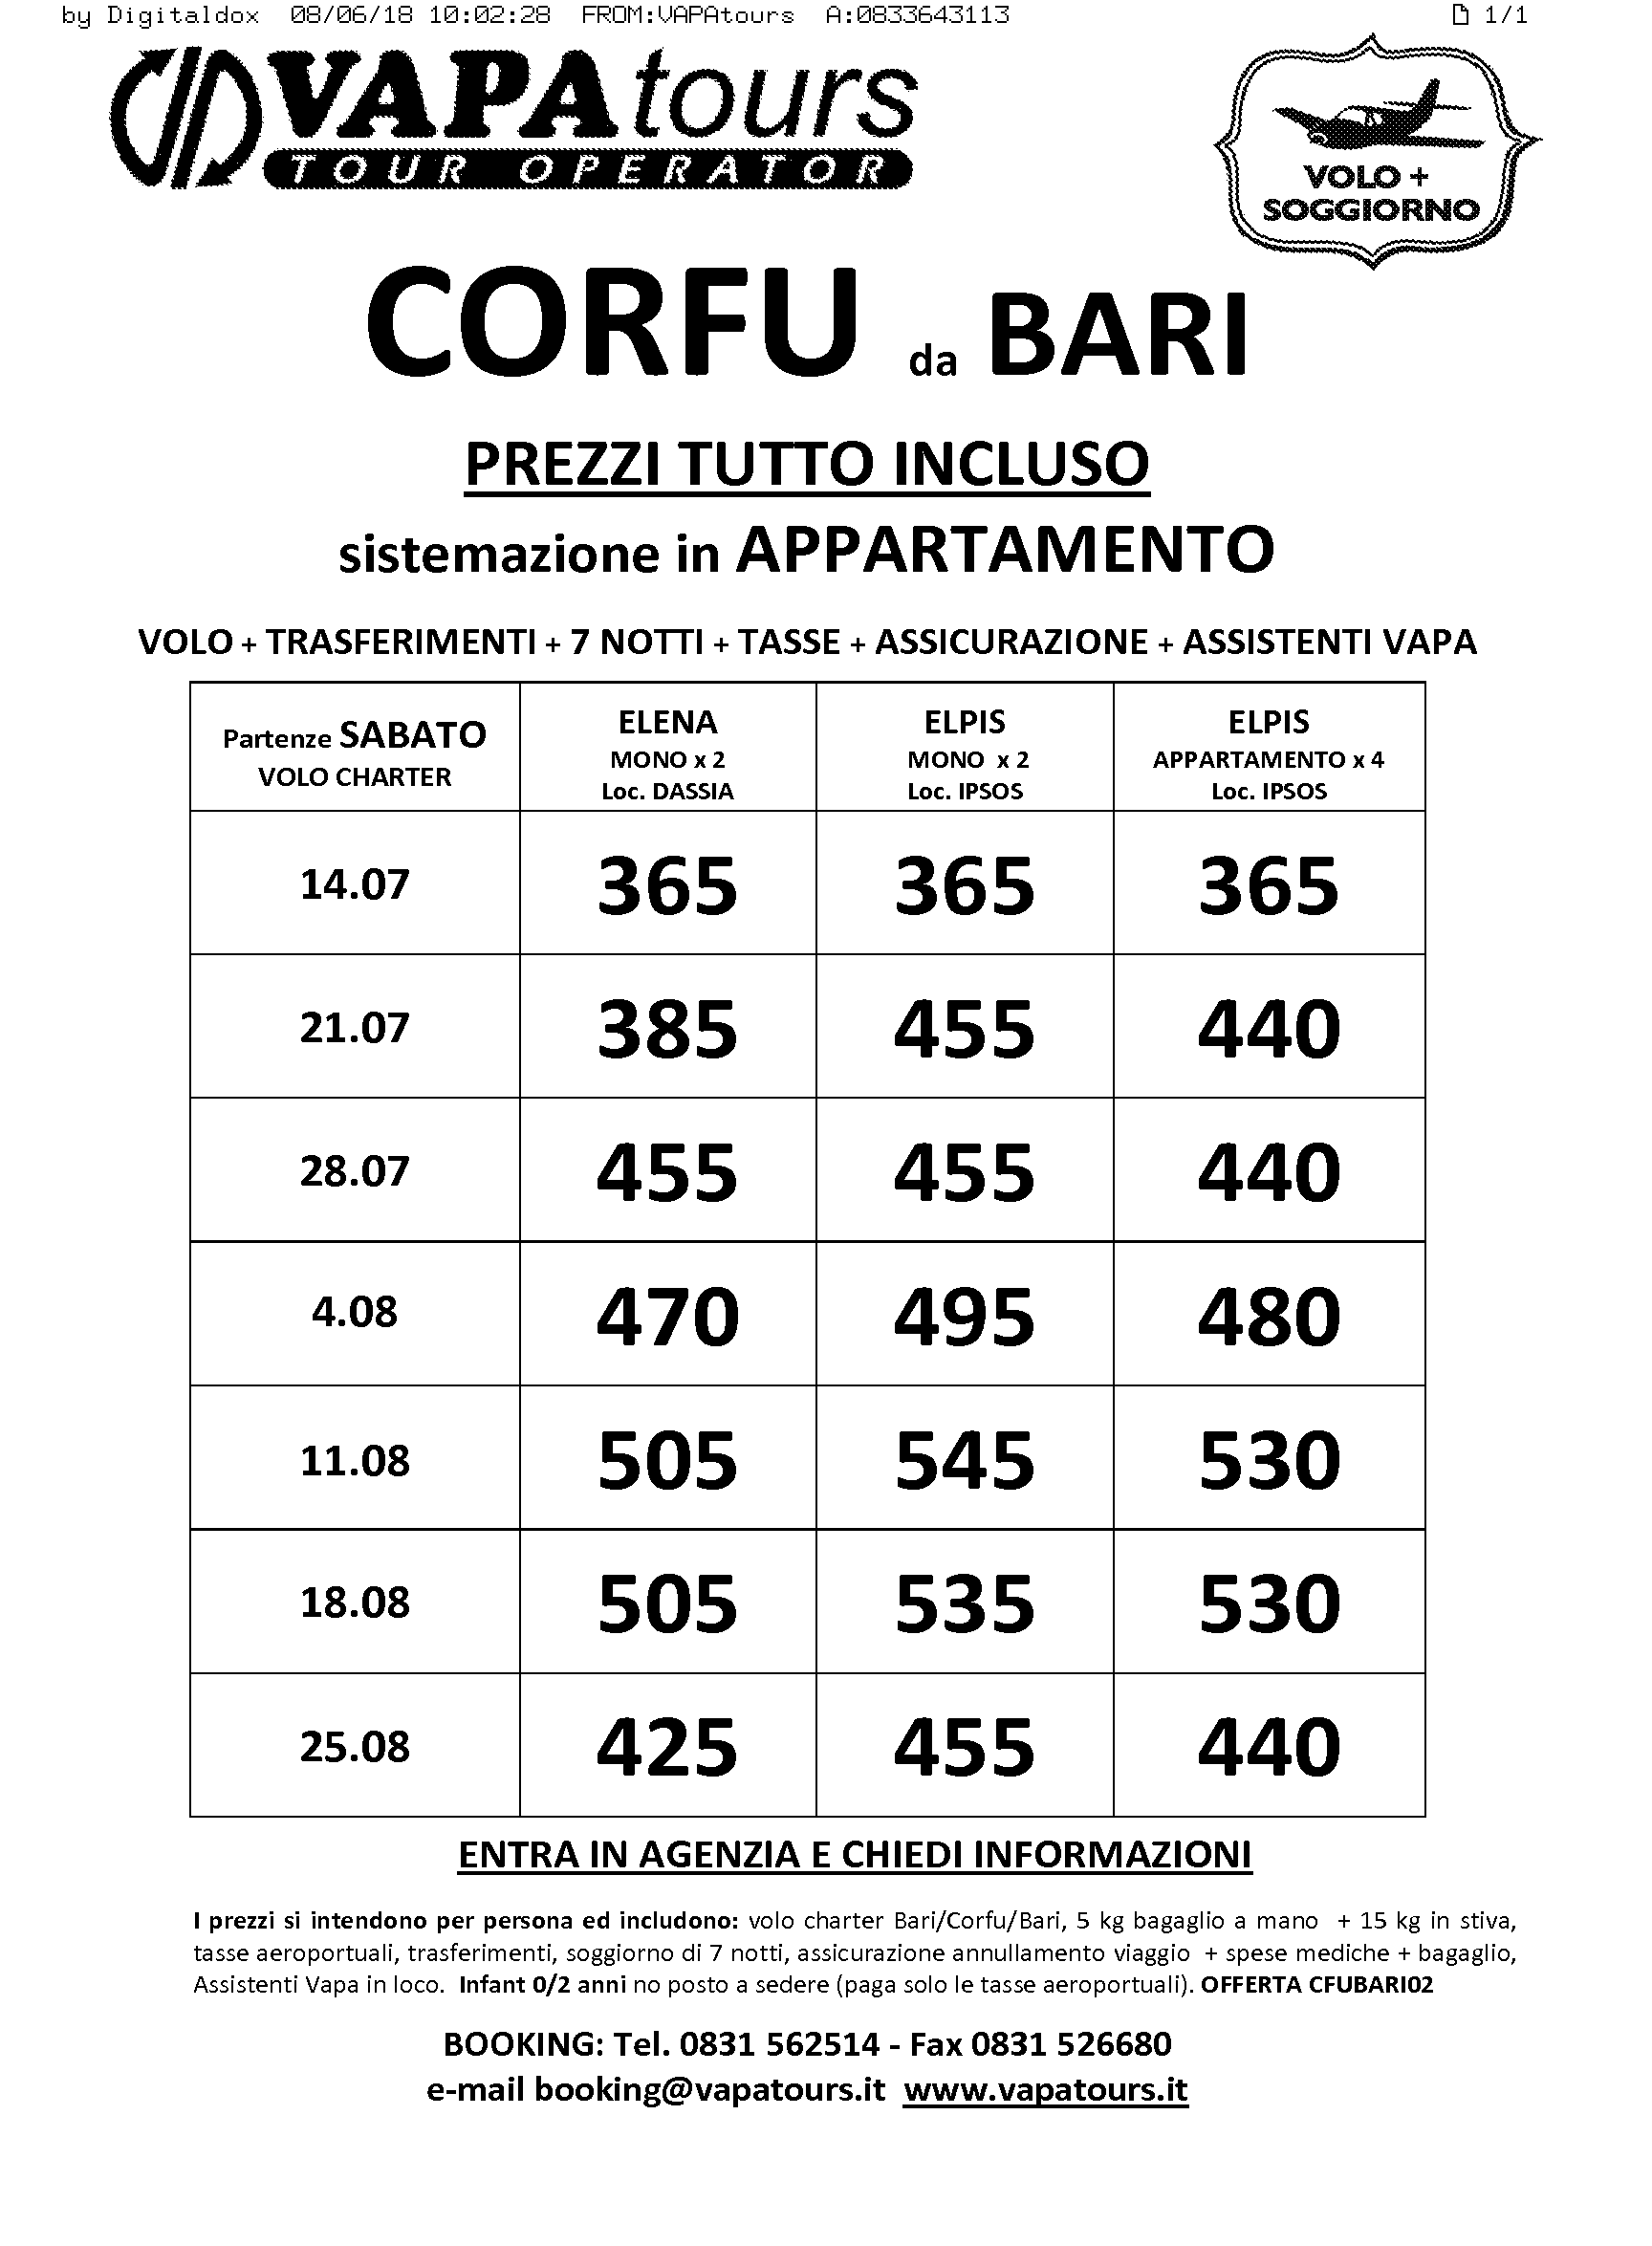 by Digitaldox 08/06/18 10:02:28 FROM:VAPAtours A:0833643113 1/1
VAPAtours
TOUR OPERATOR
VOLO +
SOGGIORNO
CORFU da BARI
PREZZI TUTTO INCLUSO
sistemazione in APPARTAMENTO
VOLO + TRASFERIMENTI + 7 NOTTI + TASSE + ASSICURAZIONE + ASSISTENTI VAPA
Partenze SABATO
VOLO CHARTER
ELENA
MONO x 2
Loc. DASSIA
ELPIS
MONO x 2
Loc. IPSOS
ELPIS
APPARTAMENTO x 4
Loc. IPSOS
14.07 365 365 365
21.07 385 455 440
28.07 455 455 440
4.08 470 495 480
11.08 505 545 530
18.08 505 535 530
25.08 425 455 440
ENTRA IN AGENZIA E CHIEDI INFORMAZIONI
I prezzi si intendono per persona ed includono: volo charter Bari/Corfu/Bari, 5 kg bagaglio a mano + 15 kg in stiva,
tasse aeroportuali, trasferimenti, soggiorno di 7 notti, assicurazione annullamento viaggio + spese mediche + bagaglio,
Assistenti Vapa in loco. Infant 0/2 anni no posto a sedere (paga solo le tasse aeroportuali). OFFERTA CFUBARI02
BOOKING: Tel. 0831 562514 - Fax 0831 526680
e-mail booking@vapatours.it www.vapatours.it